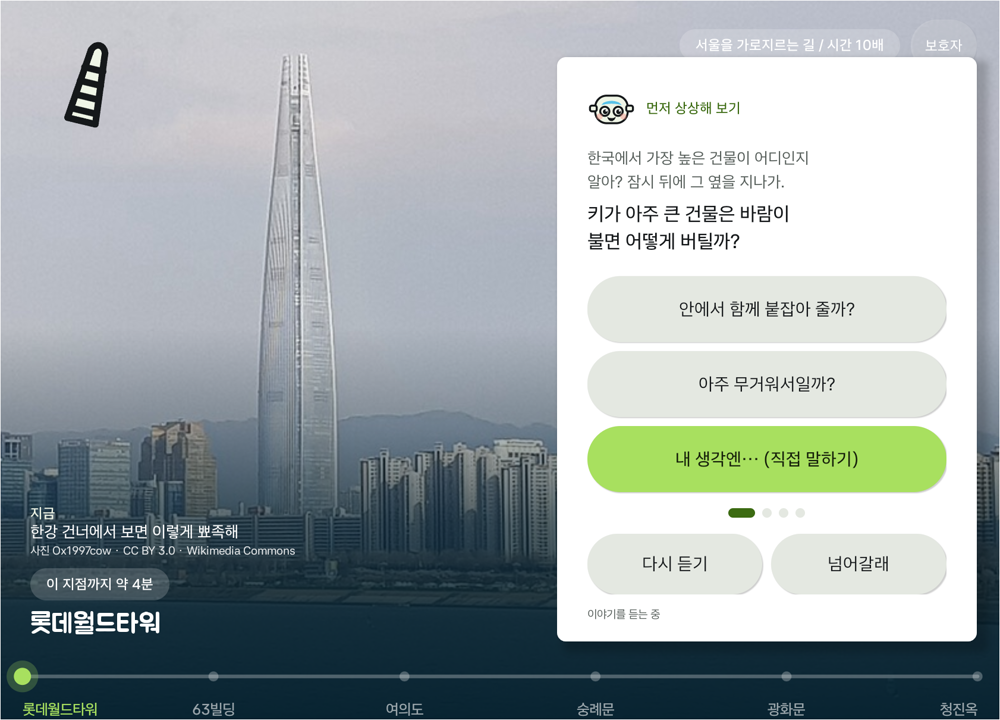 서울을 가로지르는 길 / 시간 10배
보호자
먼저 상상해 보기
한국에서 가장 높은 건물이 어디인지
알아? 잠시 뒤에 그 옆을 지나가.
키가 아주 큰 건물은 바람이
불면 어떻게 버틸까?
안에서 함께 붙잡아 줄까?
아주 무거워서일까?
내 생각엔… (직접 말하기)
다시 듣기
넘어갈래
이야기를 듣는 중
지금
한강 건너에서 보면 이렇게 뾰족해
사진 Ox1997cow · CC BY 3.0 · Wikimedia Commons
이 지점까지 약 4분
롯데월드타워
롯데월드타워
63빌딩
여의도
숭례문
광화문
청진옥